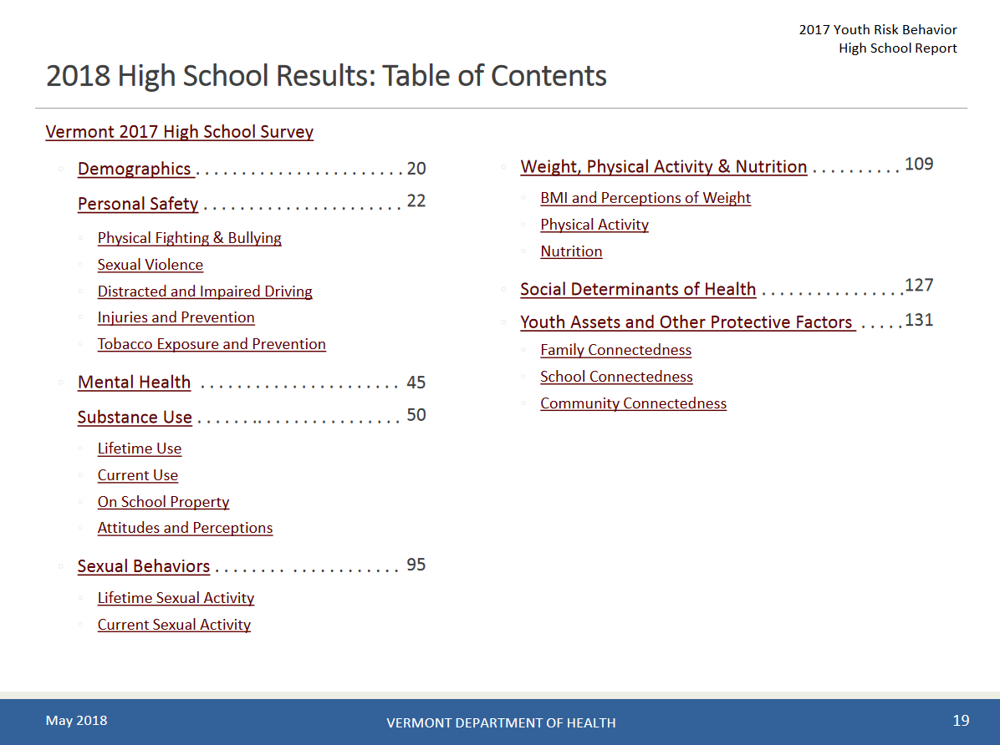 2017 Youth Risk Behavior
High School Report
2018 High School Results: Table of Contents
Vermont 2017 High School Survey
Demographics . . . . . . . . . . . . . . . . . . . . . . . 20
Personal Safety . . . . . . . . . . . . . . . . . . . . . . 22
Physical Fighting & Bullying
Sexual Violence
Distracted and Impaired Driving
Injuries and Prevention
Tobacco Exposure and Prevention
Mental Health . . . . . . . . . . . . . . . . . . . . . . 45
Substance Use . . . . . . .. . . . . . . . . . . . . . . . 50
Lifetime Use
Current Use
On School Property
Attitudes and Perceptions
Sexual Behaviors . . . . . . . . . . . . . . . . . . . . 95
Lifetime Sexual Activity
Current Sexual Activity
Weight, Physical Activity & Nutrition . . . . . . . . . . 109
BMI and Perceptions of Weight
Physical Activity
Nutrition
Social Determinants of Health . . . . . . . . . . . . . . . . 127
Youth Assets and Other Protective Factors . . . . . 131
Family Connectedness
School Connectedness
Community Connectedness
May 2018
VERMONT DEPARTMENT OF HEALTH
19